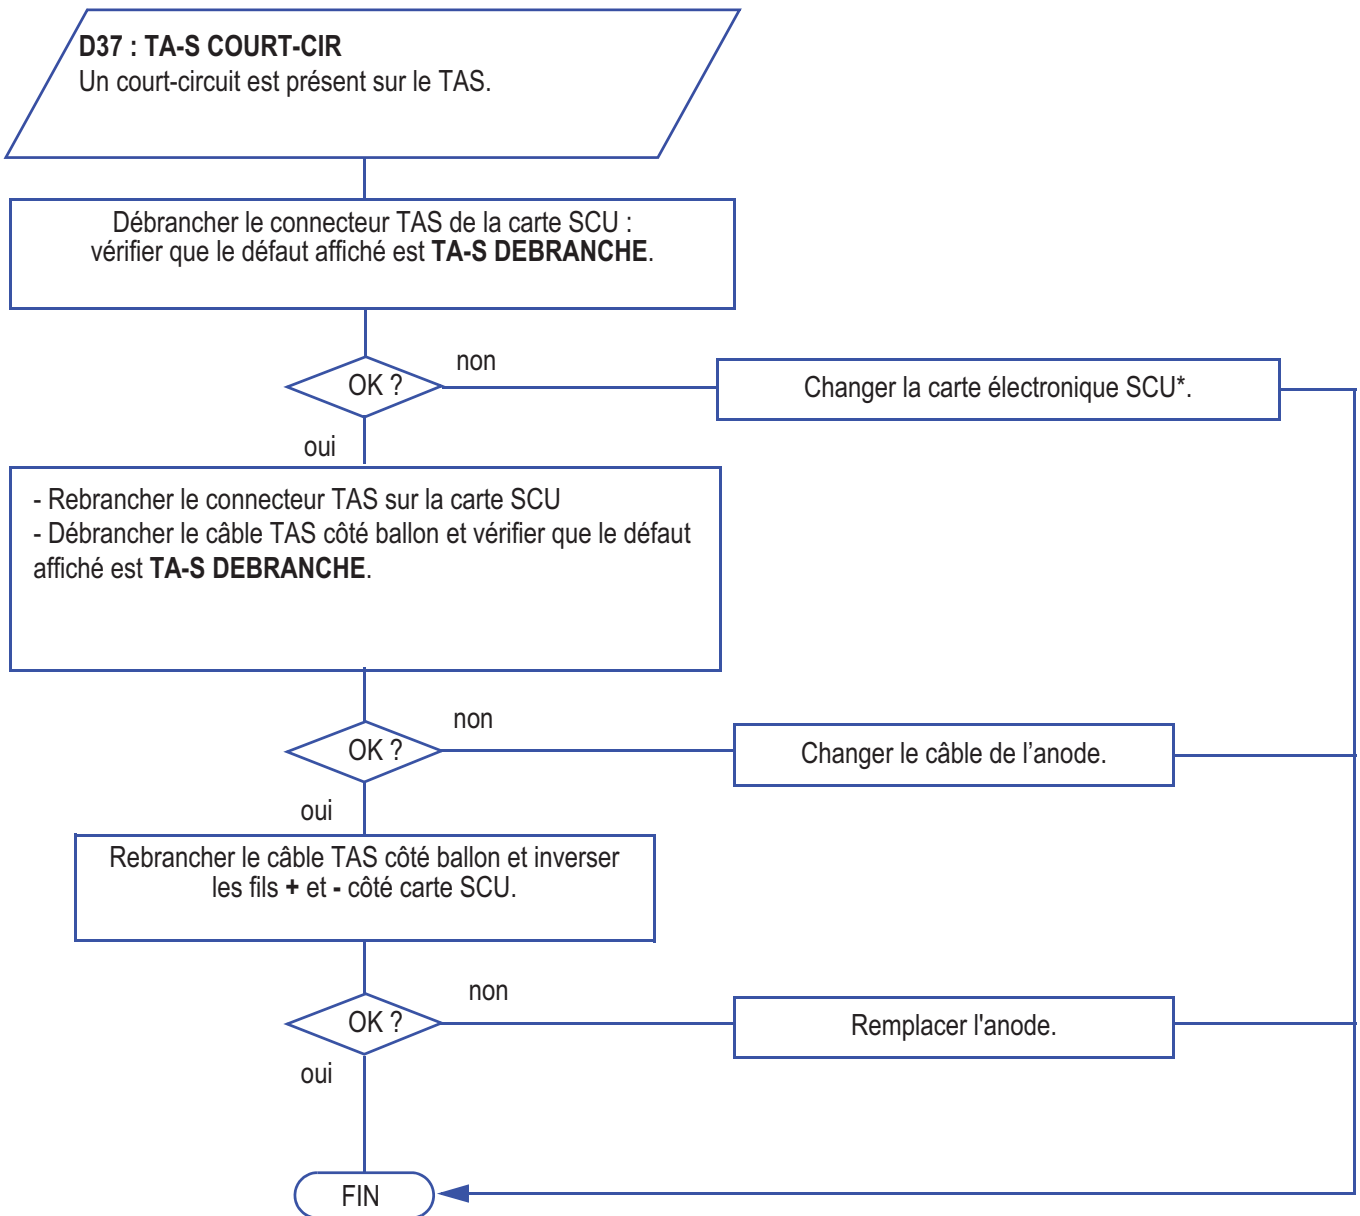 D37 : TA-S COURT-CIR
Un court-circuit est présent sur le TAS.
Débrancher le connecteur TAS de la carte SCU :
vérifier que le défaut affiché est TA-S DEBRANCHE.
OK ?
non
Changer la carte électronique SCU*.
oui
- Rebrancher le connecteur TAS sur la carte SCU
- Débrancher le câble TAS côté ballon et vérifier que le défaut
affiché est TA-S DEBRANCHE.
OK ?
non
Changer le câble de l’anode.
oui
Rebrancher le câble TAS côté ballon et inverser
les fils + et - côté carte SCU.
OK ?
non
Remplacer l'anode.
oui
FIN